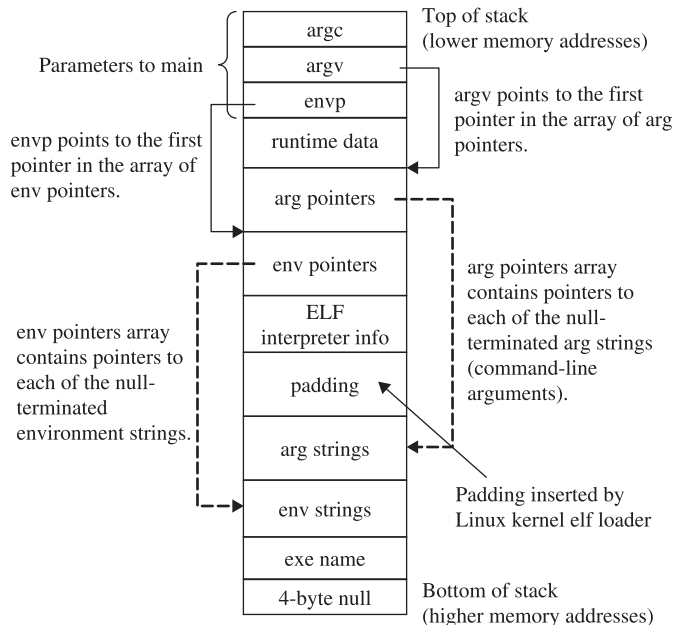 Top of stack
(lower memory addresses)
argc
argv
envp
Parameters to main
argv points to the first
pointer in the array of arg
pointers.
envp points to the first
pointer in the array of
env pointers.
runtime data
arg pointers
env pointers
arg pointers array
contains pointers to
each of the null-
terminated arg strings
(command-line
arguments).
ELF
interpreter info
env pointers array
contains pointers to
each of the null-
terminated
environment strings.
padding
arg strings
env strings
Padding inserted by
Linux kernel elf loader
exe name
4-byte null
Bottom of stack
(higher memory addresses)